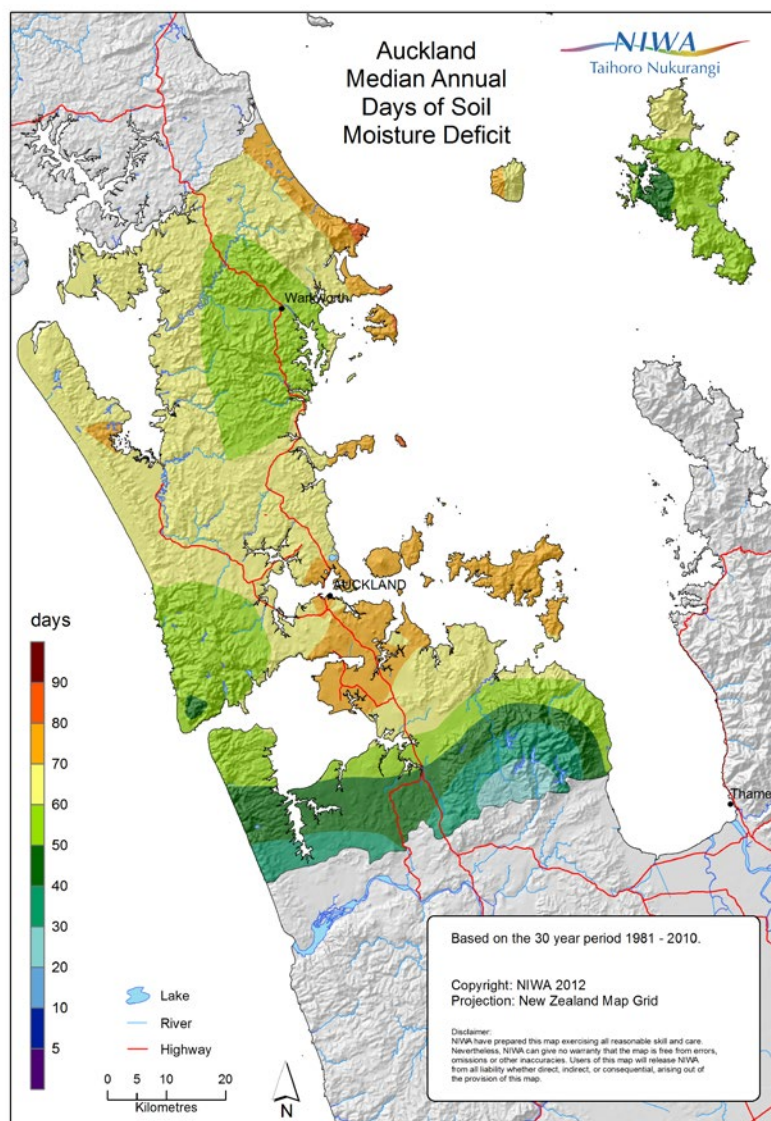 Auckland
Median Annual
Days of Soil
Moisture Deficit
NIWA
Taihoro Nukurangi
Warkworth
AUCKLAND
Thame
days
90
80
70
60
50
40
30
20
10
5
Lake
River
Highway
10 5 0 10 20
Kilometres
N
Based on the 30 year period 1981 - 2010.
Copyright: NIWA 2012
Projection: New Zealand Map Grid
Disclaimer:
NIWA have prepared this map exercising all reasonable skill and care.
Nevertheless, NIWA can give no warranty that the map is free from errors,
omissions or other inaccuracies. Users of this map will release NIWA
from all liability whether direct, indirect, or consequential, arising out of
the provision of this map.